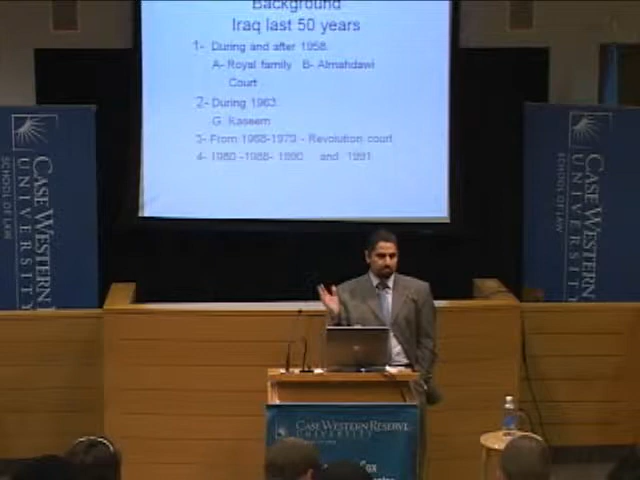 Background
Iraq last 50 years
1- During and after 1958.
A- Royal family B- Almahdawi
Court
2- During 1963.
G. Kaseem
3- From 1968-1979 - Revolution court
4- 1980 -1988- 1990 and 1991
CASE WESTERN
UNIVERSITY
SCHOOL OF LAW
CASE WESTERN
UNIVERSITY
SCHOOL OF LAW
CASE WESTERN RESERVE
UNIVERSITY
Cox